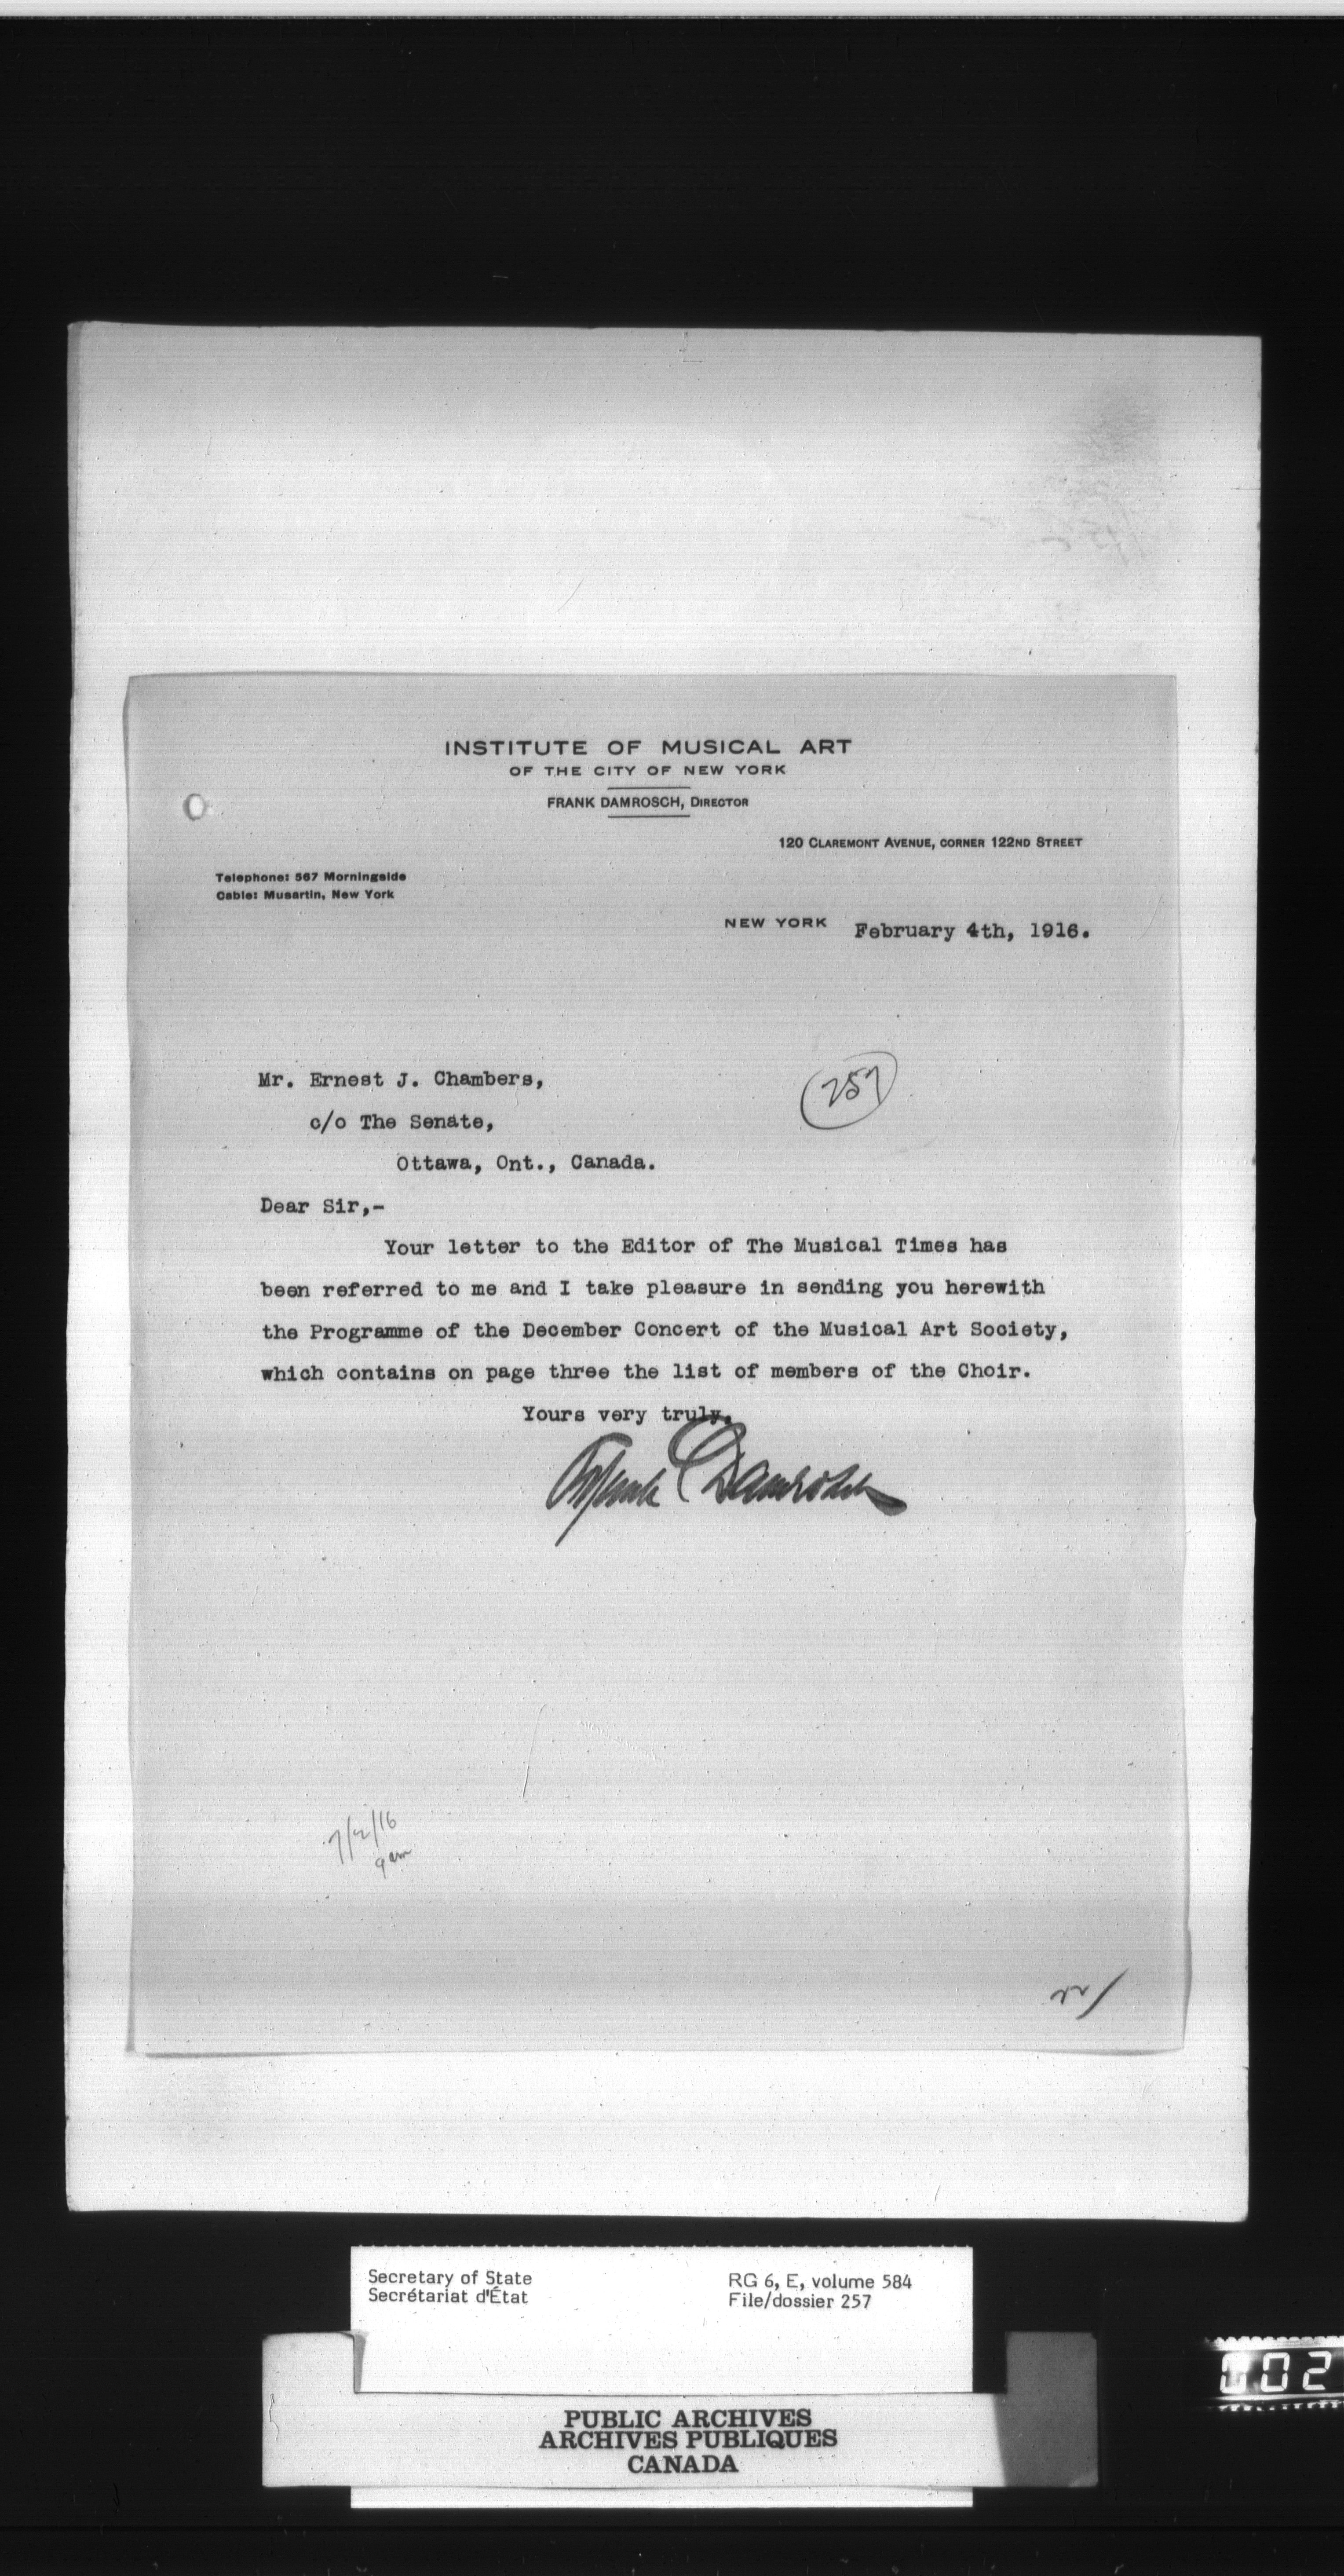 INSTITUTE OF MUSICAL ART
OF THE CITY OF NEW YORK
FRANK DAMROSCH, DIRECTOR
120 CLAREMONT AVENUE, CORNER 122ND STREET
Telephone: 567 Morningside
Cable: Musartin, New York
NEW YORK February 4th, 1916.
257
Mr. Ernest J. Chambers,
c/o The Senate,
Ottawa, Ont., Canada.
Dear Sir,-
Your letter to the Editor of The Musical Times has
been referred to me and I take pleasure in sending you herewith
the Programme of the December Concert of the Musical Art Society,
which contains on page three the list of members of the Choir.
Yours very truly,
Frank Damrosch
7/2/16
9 am
Secretary of State
Secrétariat d'État
RG 6, E, volume 584
File/dossier 257
PUBLIC ARCHIVES
ARCHIVES PUBLIQUES
CANADA
002